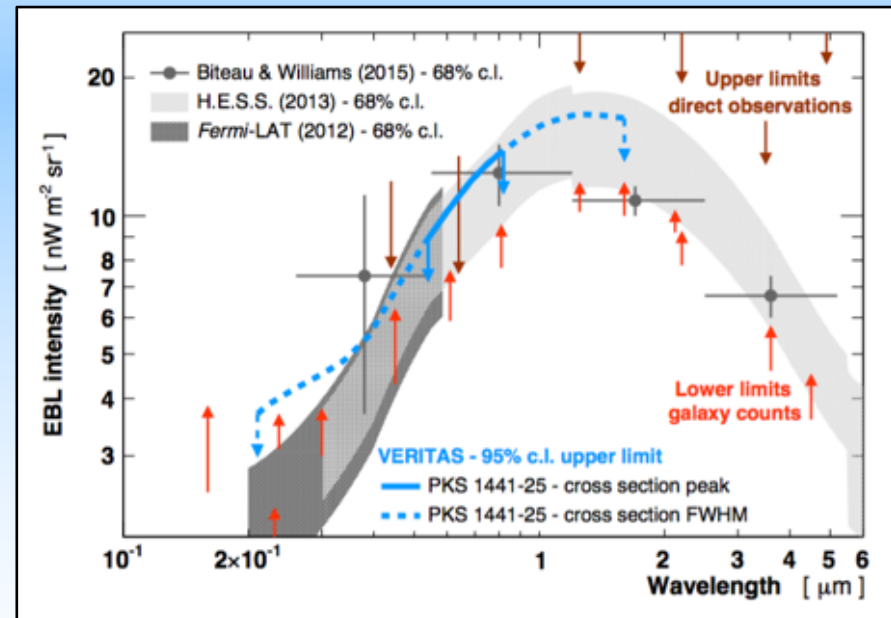 Biteau & Williams (2015) - 68% c.l.
H.E.S.S. (2013) - 68% c.l.
Fermi-LAT (2012) - 68% c.l.
Upper limits
direct observations
Lower limits
galaxy counts
VERITAS - 95% c.l. upper limit
PKS 1441-25 - cross section peak
PKS 1441-25 - cross section FWHM
EBL intensity [ nW m⁻² sr⁻¹ ]
20
10
8
7
6
5
4
3
10⁻¹ 2×10⁻¹ 1 2 3 4 5 6
Wavelength [ μm ]